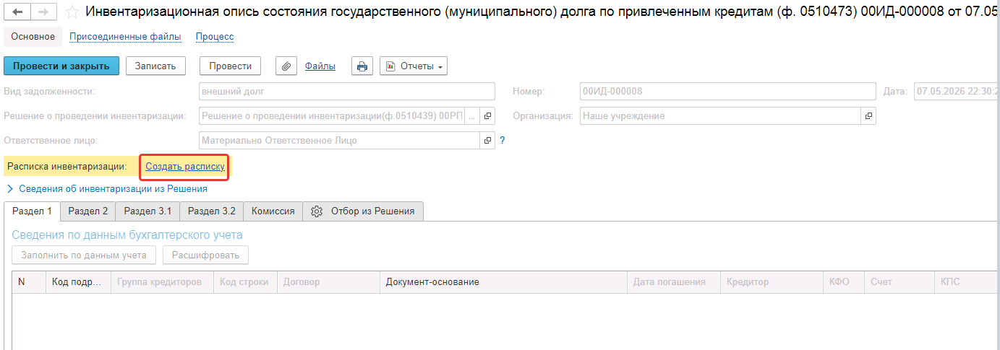 Инвентаризационная опись состояния государственного (муниципального) долга по привлеченным кредитам (ф. 0510473) 00ИД-000008 от 07.05
Основное Присоединенные файлы Процесс
Провести и закрыть Записать Провести Файлы Отчеты
Вид задолженности: внешний долг Номер: 00ИД-000008 Дата: 07.05.2026 22:30:2
Решение о проведении инвентаризации: Решение о проведении инвентаризации(ф.0510439) 00РП ... Организация: Наше учреждение
Ответственное лицо: Материально Ответственное Лицо ?
Расписка инвентаризации: Создать расписку
Сведения об инвентаризации из Решения
Раздел 1 Раздел 2 Раздел 3.1 Раздел 3.2 Комиссия Отбор из Решения
Сведения по данным бухгалтерского учета
Заполнить по данным учета Расшифровать
N Код подр... Группа кредиторов Код строки Договор Документ-основание Дата погашения Кредитор КФО Счет КПС